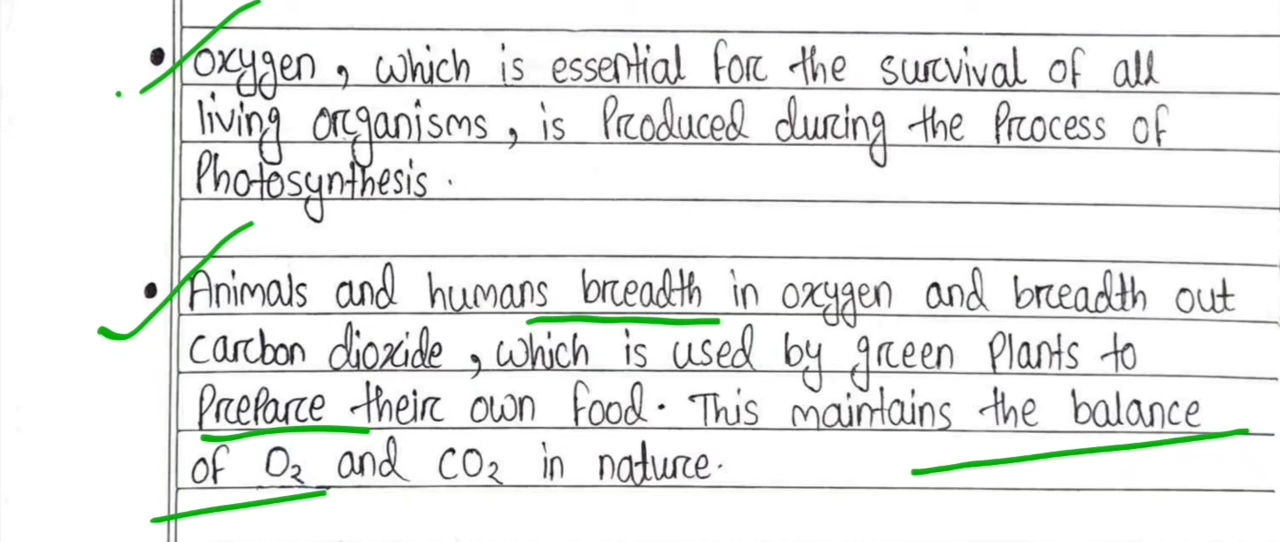 • Oxygen, which is essential for the survival of all
living organisms, is Produced during the Process of
Photosynthesis.
• Animals and humans breadth in oxygen and breadth out
carbon dioxide, which is used by green Plants to
Prepare their own food. This maintains the balance
of O₂ and CO₂ in nature.